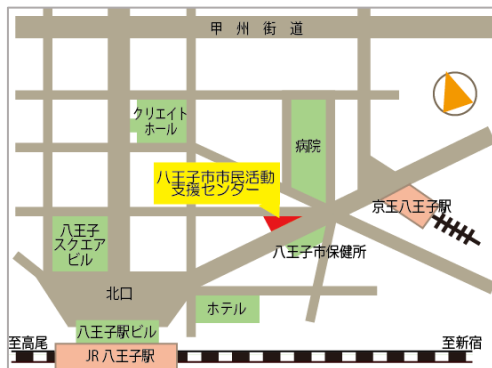 甲州街道
クリエイト
ホール
病院
八王子市市民活動
支援センター
京王八王子駅
八王子
スクエア
ビル
八王子市保健所
北口
ホテル
八王子駅ビル
至高尾
至新宿
JR八王子駅